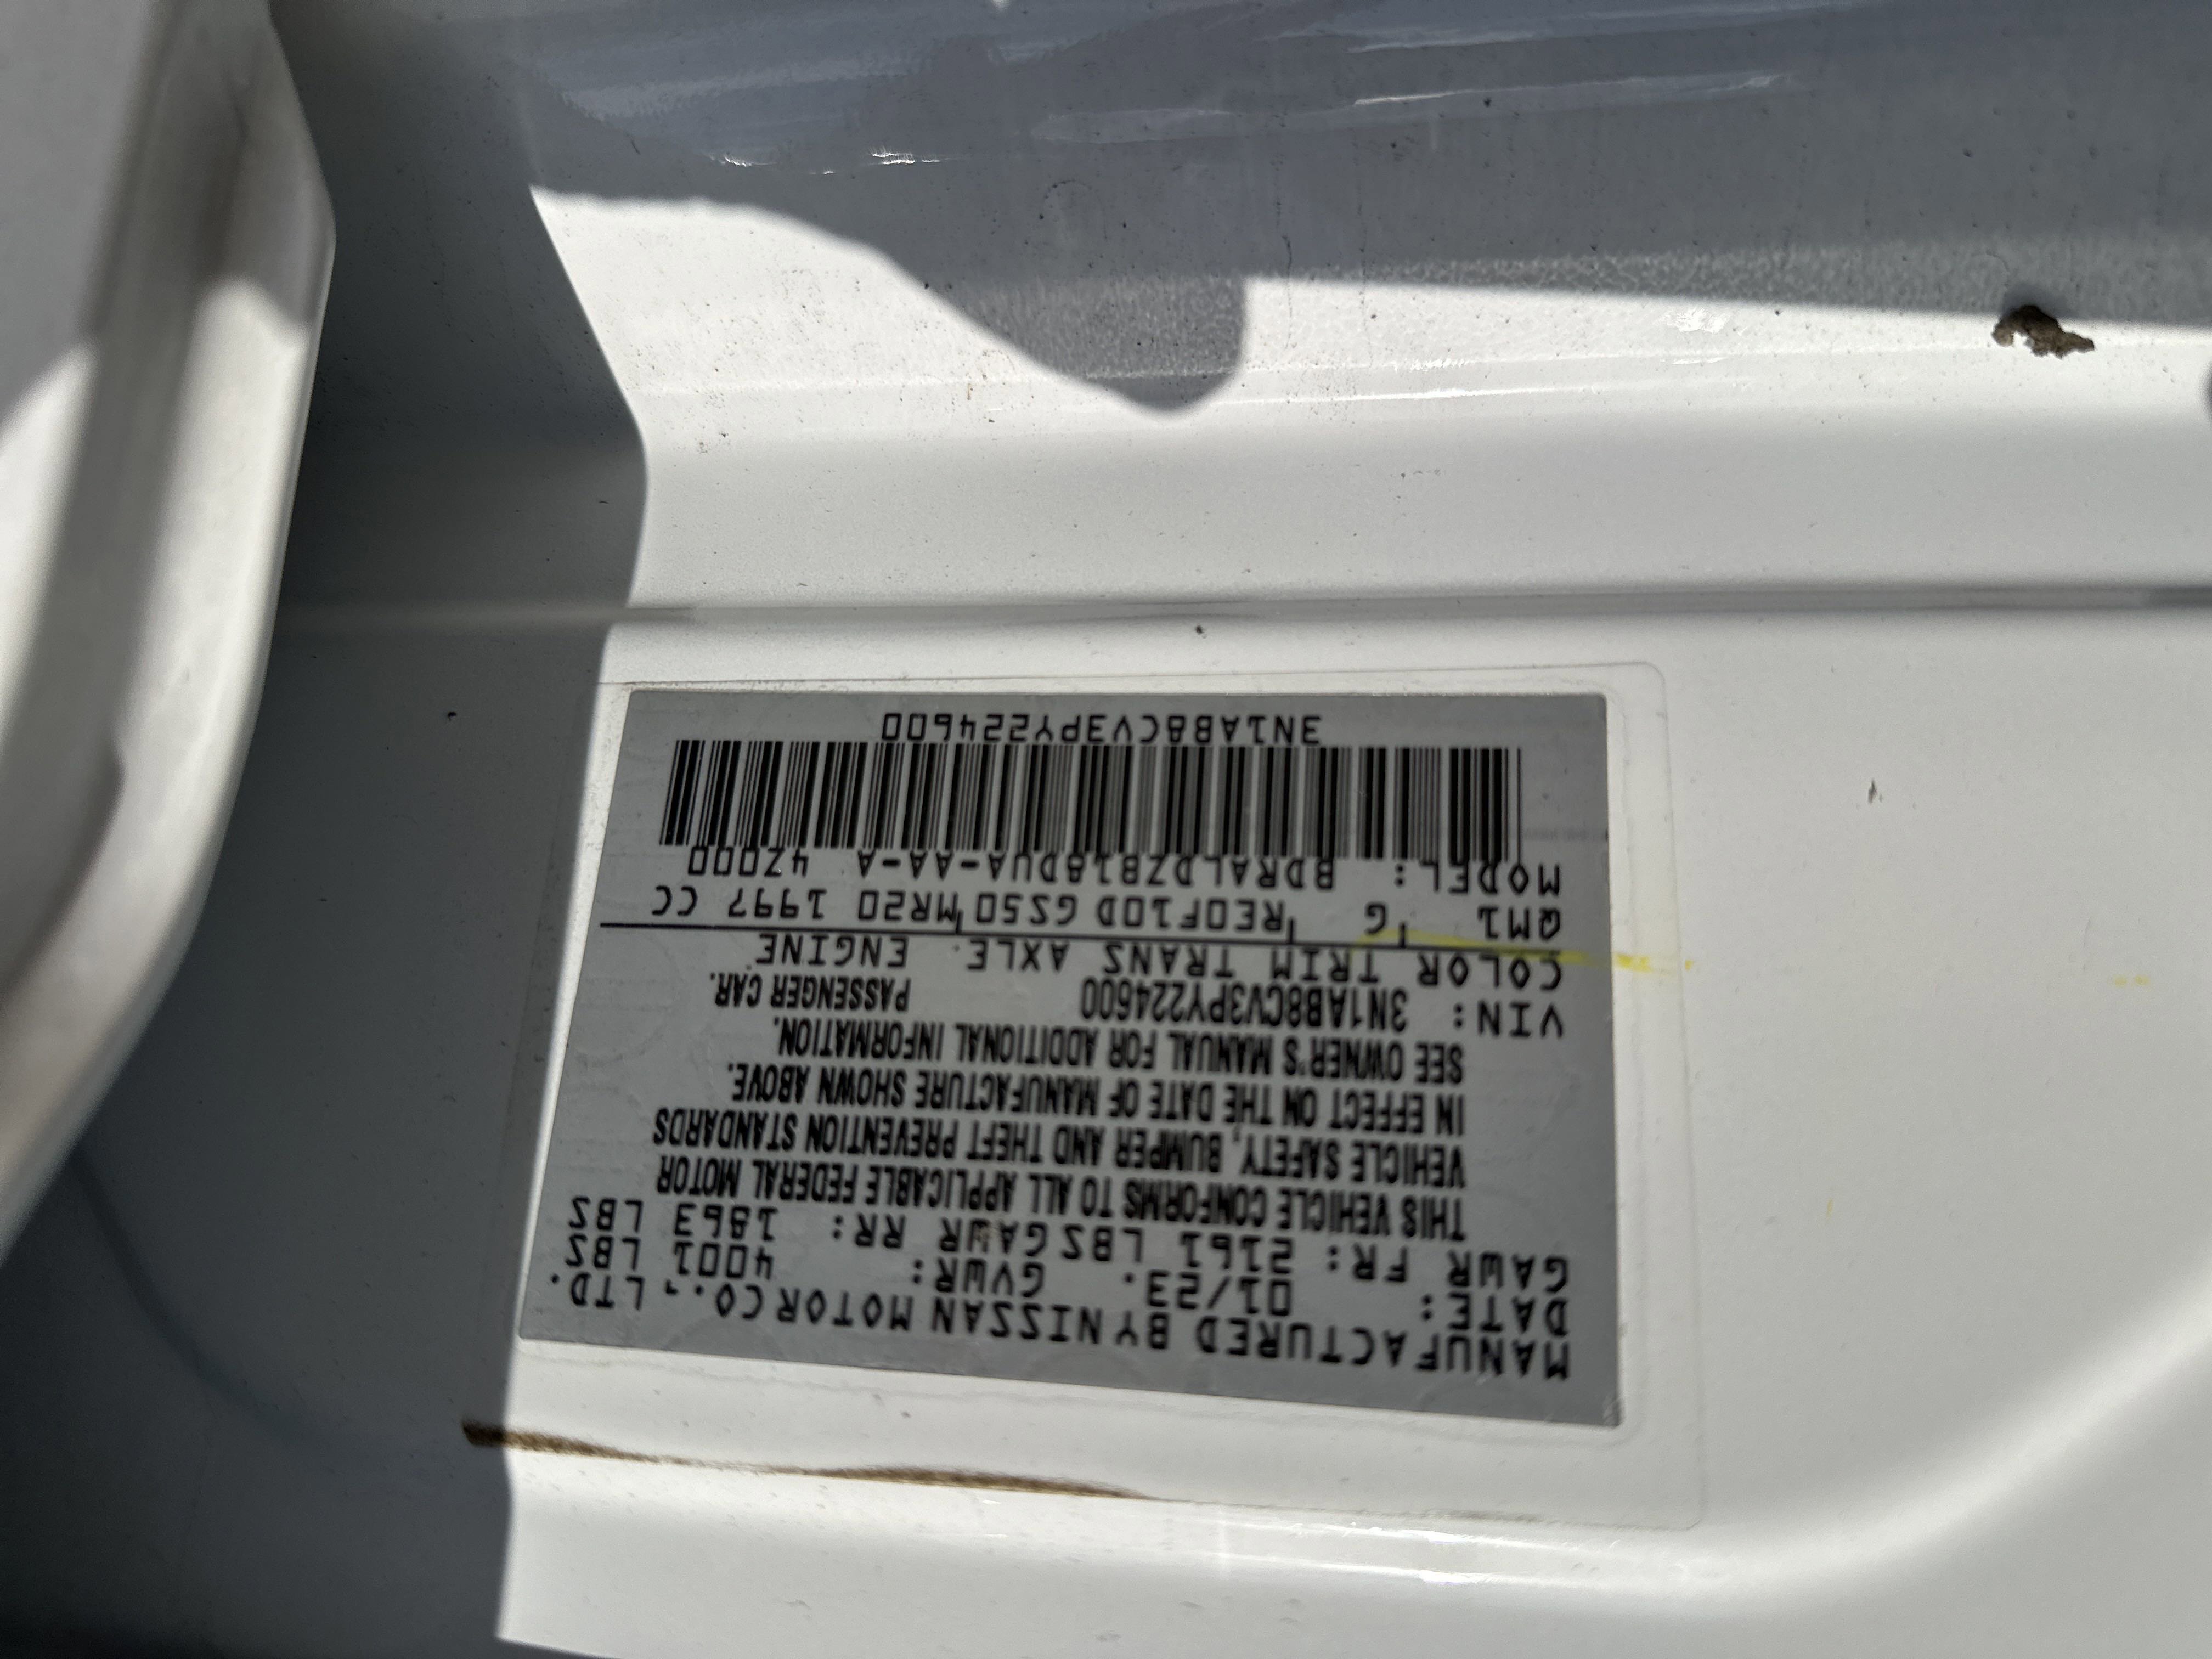 MANUFACTURED BY NISSAN MOTOR CO., LTD.
DATE: 01/23. GVWR: 4001 LBS
GAWR FR: 2161 LBS GAWR RR: 1863 LBS
THIS VEHICLE CONFORMS TO ALL APPLICABLE FEDERAL MOTOR
VEHICLE SAFETY, BUMPER AND THEFT PREVENTION STANDARDS
IN EFFECT ON THE DATE OF MANUFACTURE SHOWN ABOVE.
SEE OWNER'S MANUAL FOR ADDITIONAL INFORMATION.
VIN: 3N1AB8CV3PY224600 PASSENGER CAR.
COLOR TRIM TRANS AXLE. ENGINE
QM1 G RE0F10D GS50 MR20 1997 CC
MODEL: BDRALDZB18DUA-AA-A 4Z000
3N1AB8CV3PY224600